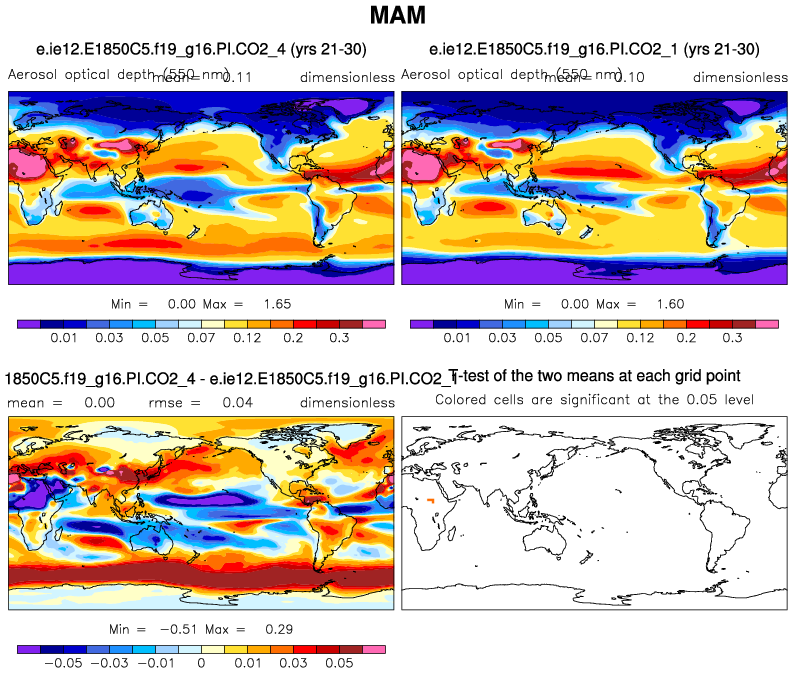 MAM
e.ie12.E1850C5.f19_g16.PI.CO2_4 (yrs 21-30)
Aerosol optical depth (550 nm) mean= 0.11 dimensionless
Min = 0.00 Max = 1.65
0.01 0.03 0.05 0.07 0.12 0.2 0.3
e.ie12.E1850C5.f19_g16.PI.CO2_1 (yrs 21-30)
Aerosol optical depth (550 nm) mean= 0.10 dimensionless
Min = 0.00 Max = 1.60
0.01 0.03 0.05 0.07 0.12 0.2 0.3
1850C5.f19_g16.PI.CO2_4 - e.ie12.E1850C5.f19_g16.PI.CO2_1
mean = 0.00 rmse = 0.04 dimensionless
Min = -0.51 Max = 0.29
-0.05 -0.03 -0.01 0 0.01 0.03 0.05
T-test of the two means at each grid point
Colored cells are significant at the 0.05 level